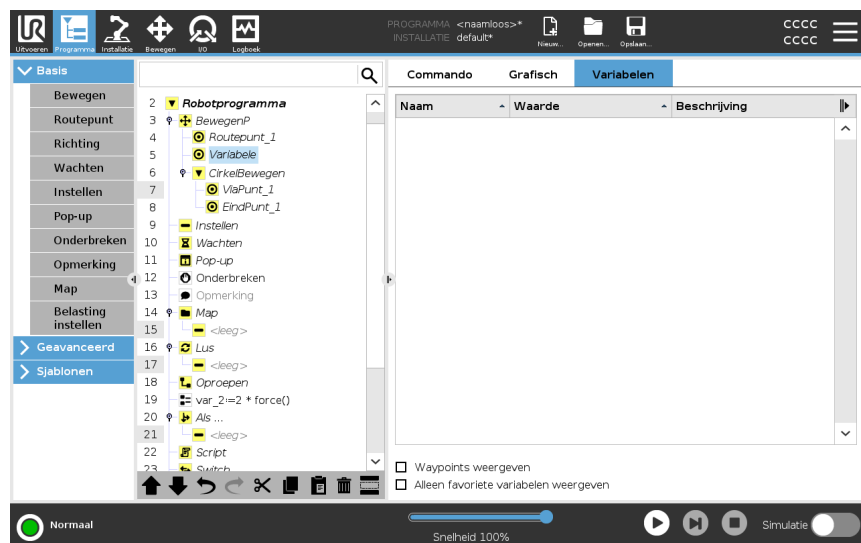 PROGRAMMA <naamloos>*
INSTALLATIE default*
Uitvoeren Programma Installatie Bewegen I/O Logboek
Nieuw... Openen... Opslaan...
CCCC
CCCC
Basis
Bewegen
Routepunt
Richting
Wachten
Instellen
Pop-up
Onderbreken
Opmerking
Map
Belasting
instellen
Geavanceerd
Sjablonen
2 Robotprogramma
3 BewegenP
4 Routepunt_1
5 Variabele
6 CirkelBewegen
7 ViaPunt_1
8 EindPunt_1
9 Instellen
10 Wachten
11 Pop-up
12 Onderbreken
13 Opmerking
14 Map
15 <leeg>
16 Lus
17 <leeg>
18 Oproepen
19 var_2:=2 * force()
20 Als ...
21 <leeg>
22 Script
23 Switch
Commando Grafisch Variabelen
Naam Waarde Beschrijving
Waypoints weergeven
Alleen favoriete variabelen weergeven
Normaal
Snelheid 100%
Simulatie